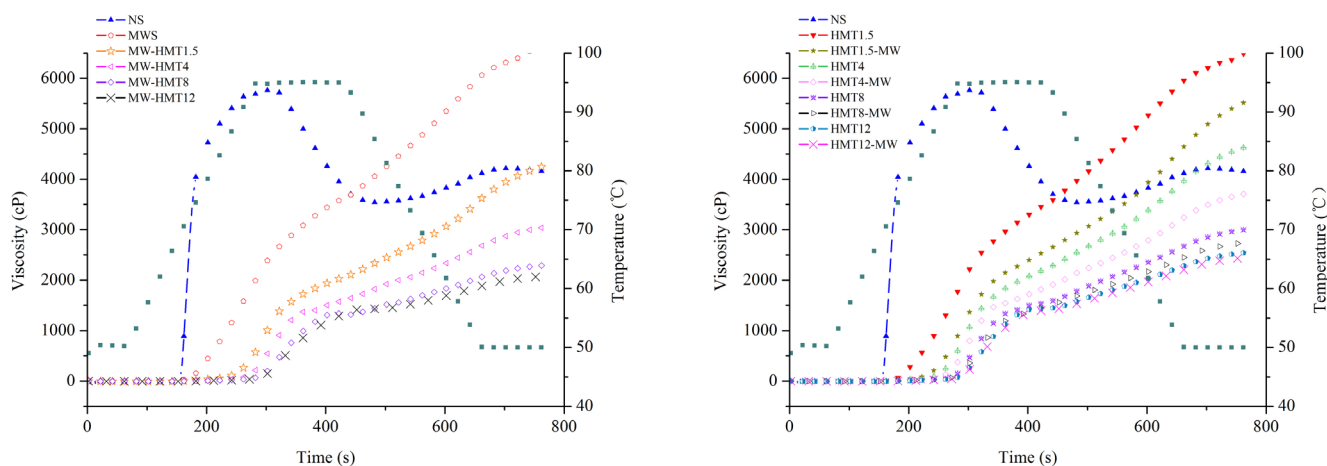 NS
MWS
MW-HMT1.5
MW-HMT4
MW-HMT8
MW-HMT12
6000
5000
4000
3000
2000
1000
0
Viscosity (cP)
100
90
80
70
60
50
40
Temperature (℃)
0
200
400
600
800
Time (s)
NS
HMT1.5
HMT1.5-MW
HMT4
HMT4-MW
HMT8
HMT8-MW
HMT12
HMT12-MW
6000
5000
4000
3000
2000
1000
0
Viscosity (cP)
100
90
80
70
60
50
40
Temperature (℃)
0
200
400
600
800
Time (s)